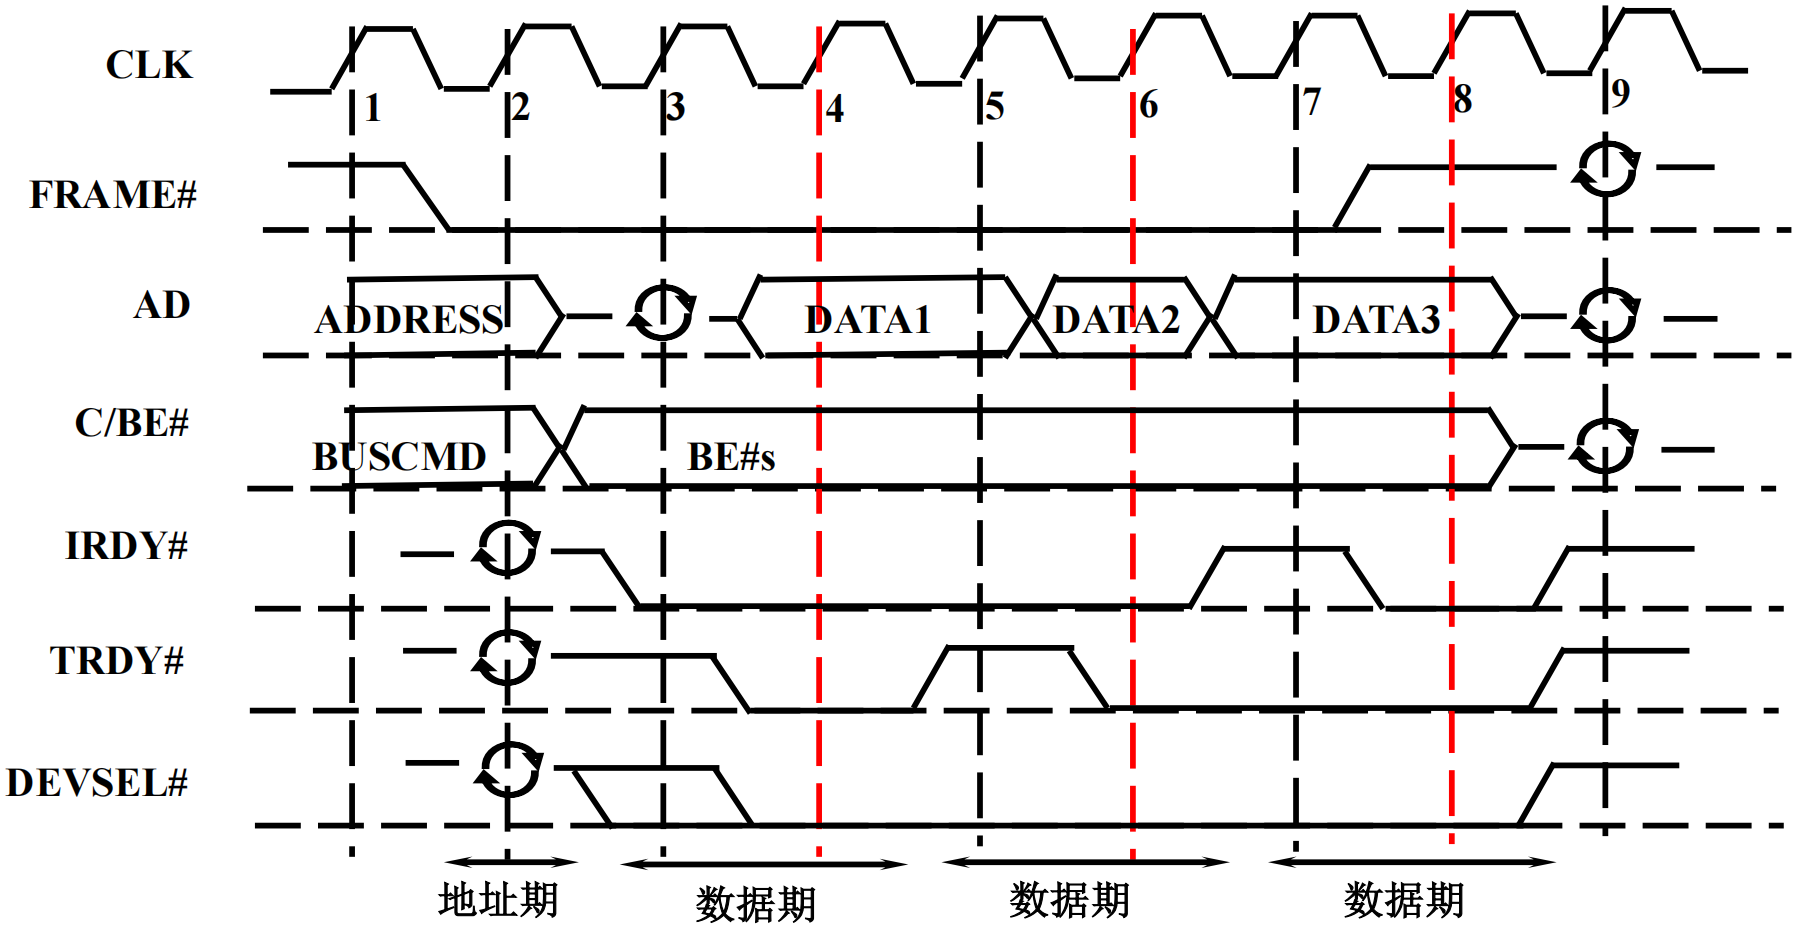 CLK
1 2 3 4 5 6 7 8 9
FRAME#
AD
ADDRESS DATA1 DATA2 DATA3
C/BE#
BUSCMD BE#s
IRDY#
TRDY#
DEVSEL#
地址期 数据期 数据期 数据期